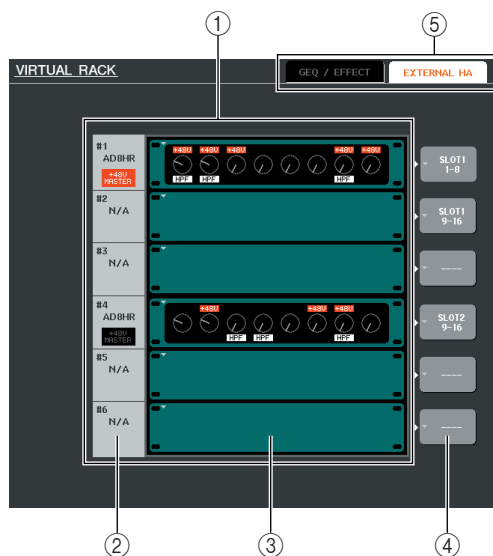 ① ⑤
VIRTUAL RACK GEQ / EFFECT EXTERNAL HA
#1
AD8HR
+48V
MASTER
+48V +48V +48V +48V +48V
HPF HPF HPF
SLOT1
1-8
#2
N/A
SLOT1
9-16
#3
N/A
----
#4
AD8HR
+48V
MASTER
+48V +48V +48V
HPF HPF HPF
SLOT2
9-16
#5
N/A
----
#6
N/A
----
② ③ ④